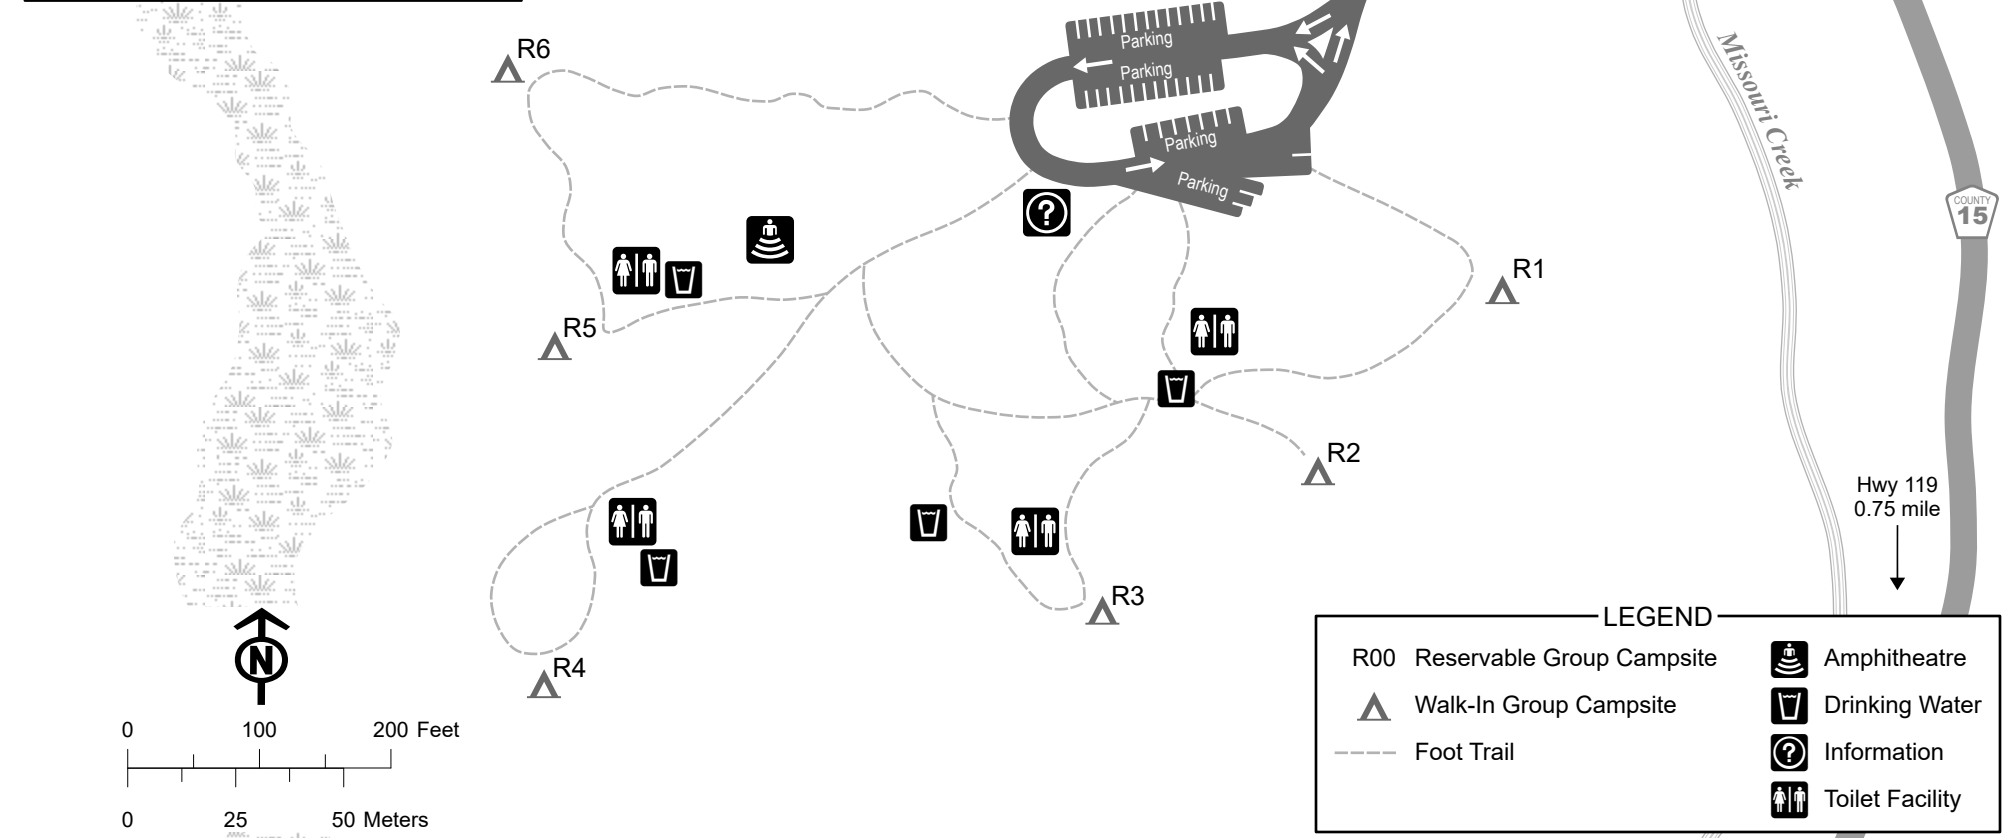 R6
Parking
Parking
Parking
Parking
Missouri Creek
COUNTY
15
R1
R5
R2
Hwy 119
0.75 mile
R3
R4
N
0 100 200 Feet
0 25 50 Meters
LEGEND
R00 Reservable Group Campsite
Walk-In Group Campsite
Foot Trail
Amphitheatre
Drinking Water
? Information
Toilet Facility
?